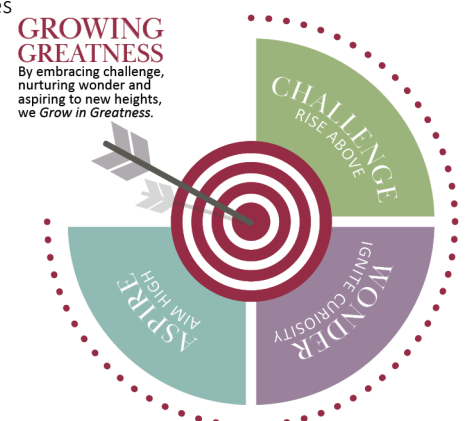 es
GROWING
GREATNESS
By embracing challenge,
nurturing wonder and
aspiring to new heights,
we Grow in Greatness.
CHALLENGE
RISE ABOVE
WONDER
IGNITE CURIOSITY
ASPIRE
AIM HIGH